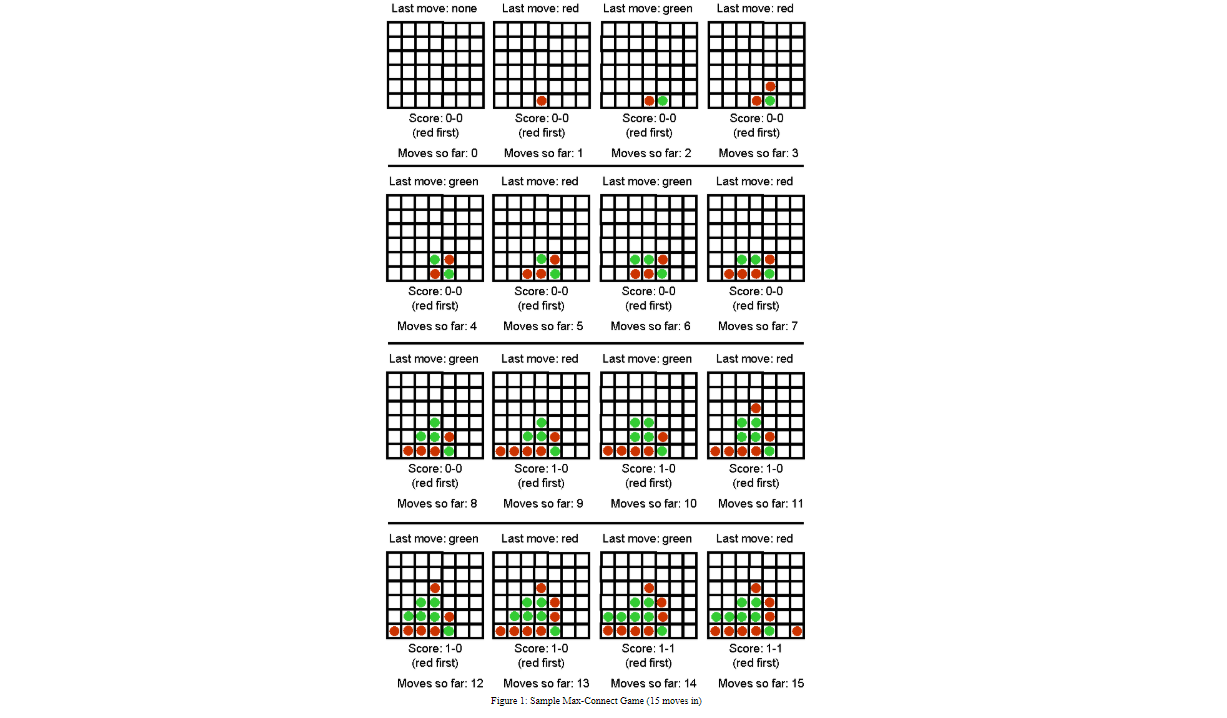 Last move: none Last move: red Last move: green Last move: red
Score: 0-0 Score: 0-0 Score: 0-0 Score: 0-0
(red first) (red first) (red first) (red first)
Moves so far: 0 Moves so far: 1 Moves so far: 2 Moves so far: 3
Last move: green Last move: red Last move: green Last move: red
Score: 0-0 Score: 0-0 Score: 0-0 Score: 0-0
(red first) (red first) (red first) (red first)
Moves so far: 4 Moves so far: 5 Moves so far: 6 Moves so far: 7
Last move: green Last move: red Last move: green Last move: red
Score: 0-0 Score: 1-0 Score: 1-0 Score: 1-0
(red first) (red first) (red first) (red first)
Moves so far: 8 Moves so far: 9 Moves so far: 10 Moves so far: 11
Last move: green Last move: red Last move: green Last move: red
Score: 1-0 Score: 1-0 Score: 1-1 Score: 1-1
(red first) (red first) (red first) (red first)
Moves so far: 12 Moves so far: 13 Moves so far: 14 Moves so far: 15
Figure 1: Sample Max-Connect Game (15 moves in)